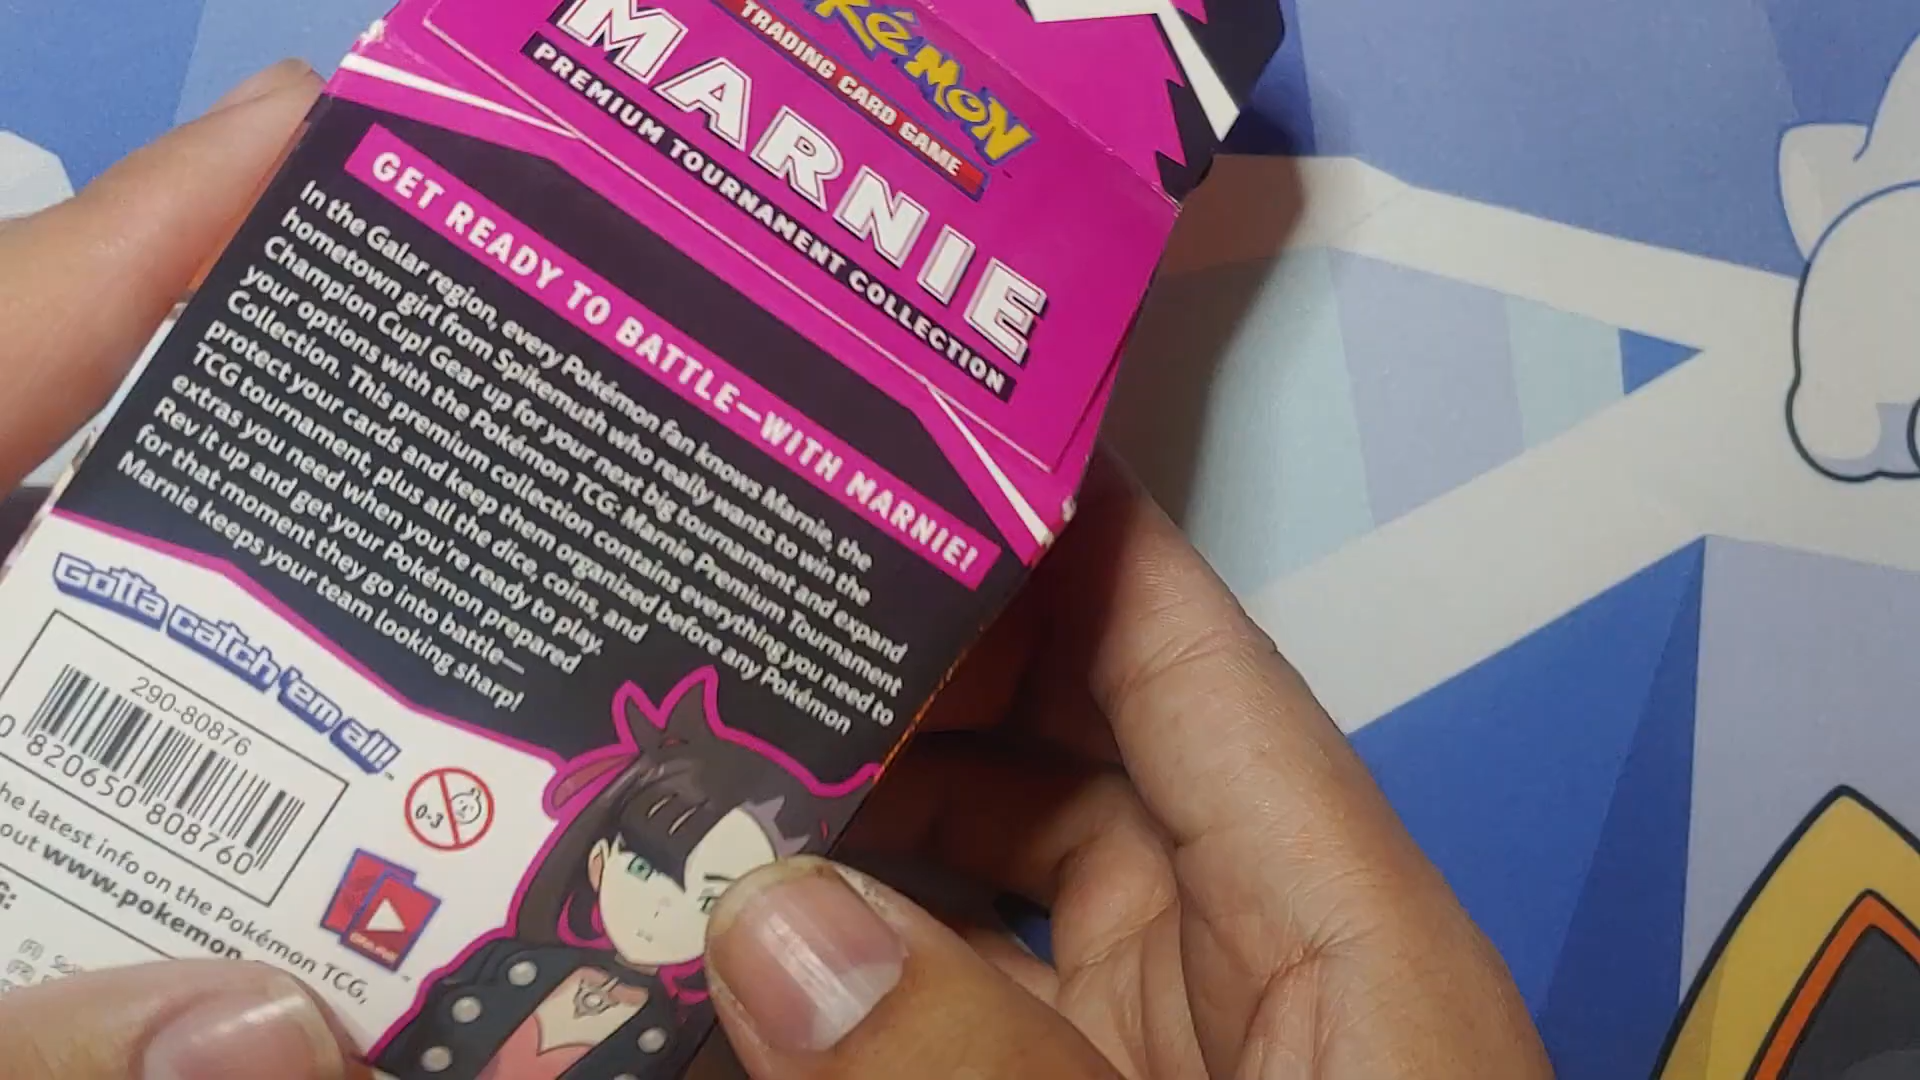 POKéMON
TRADING CARD GAME
MARNIE
PREMIUM TOURNAMENT COLLECTION
GET READY TO BATTLE—WITH MARNIE!
In the Galar region, every Pokémon fan knows Marnie, the
hometown girl from Spikemuth who really wants to win the
Champion Cup! Gear up for your next big tournament and expand
your options with the Pokémon TCG: Marnie Premium Tournament
Collection. This premium collection contains everything you need to
protect your cards and keep them organized before any Pokémon
TCG tournament, plus all the dice, coins, and
extras you need when you're ready to play.
Rev it up and get your Pokémon prepared
for that moment they go into battle—
Marnie keeps your team looking sharp!
Gotta catch 'em all!™
290-80876
0 820650 808760
0-3
he latest info on the Pokémon TCG,
out www.pokemon